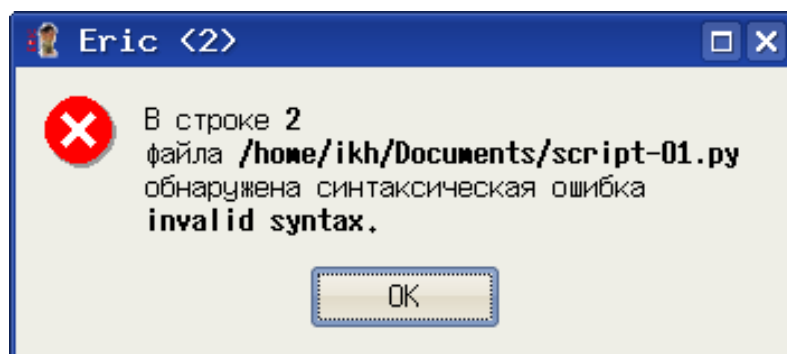 Eric <2>
В строке 2
файла /home/ikh/Documents/script-01.py
обнаружена синтаксическая ошибка
invalid syntax.
OK